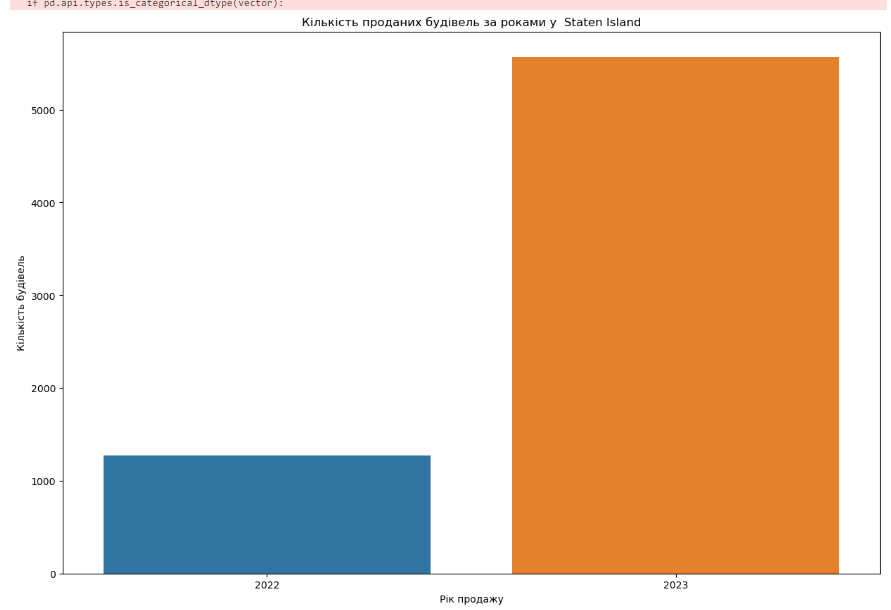 if pd.api.types.is_categorical_dtype(vector):
Кількість проданих будівель за роками у  Staten Island
5000
4000
3000
2000
1000
0
Кількість будівель
2022
2023
Рік продажу